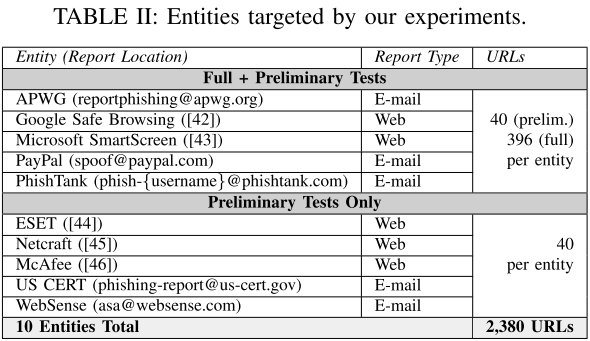 TABLE II: Entities targeted by our experiments.
Entity (Report Location) Report Type URLs
Full + Preliminary Tests
APWG (reportphishing@apwg.org) E-mail
Google Safe Browsing ([42]) Web 40 (prelim.)
Microsoft SmartScreen ([43]) Web 396 (full)
PayPal (spoof@paypal.com) E-mail per entity
PhishTank (phish-{username}@phishtank.com) E-mail
Preliminary Tests Only
ESET ([44]) Web
Netcraft ([45]) Web 40
McAfee ([46]) Web per entity
US CERT (phishing-report@us-cert.gov) E-mail
WebSense (asa@websense.com) E-mail
10 Entities Total 2,380 URLs